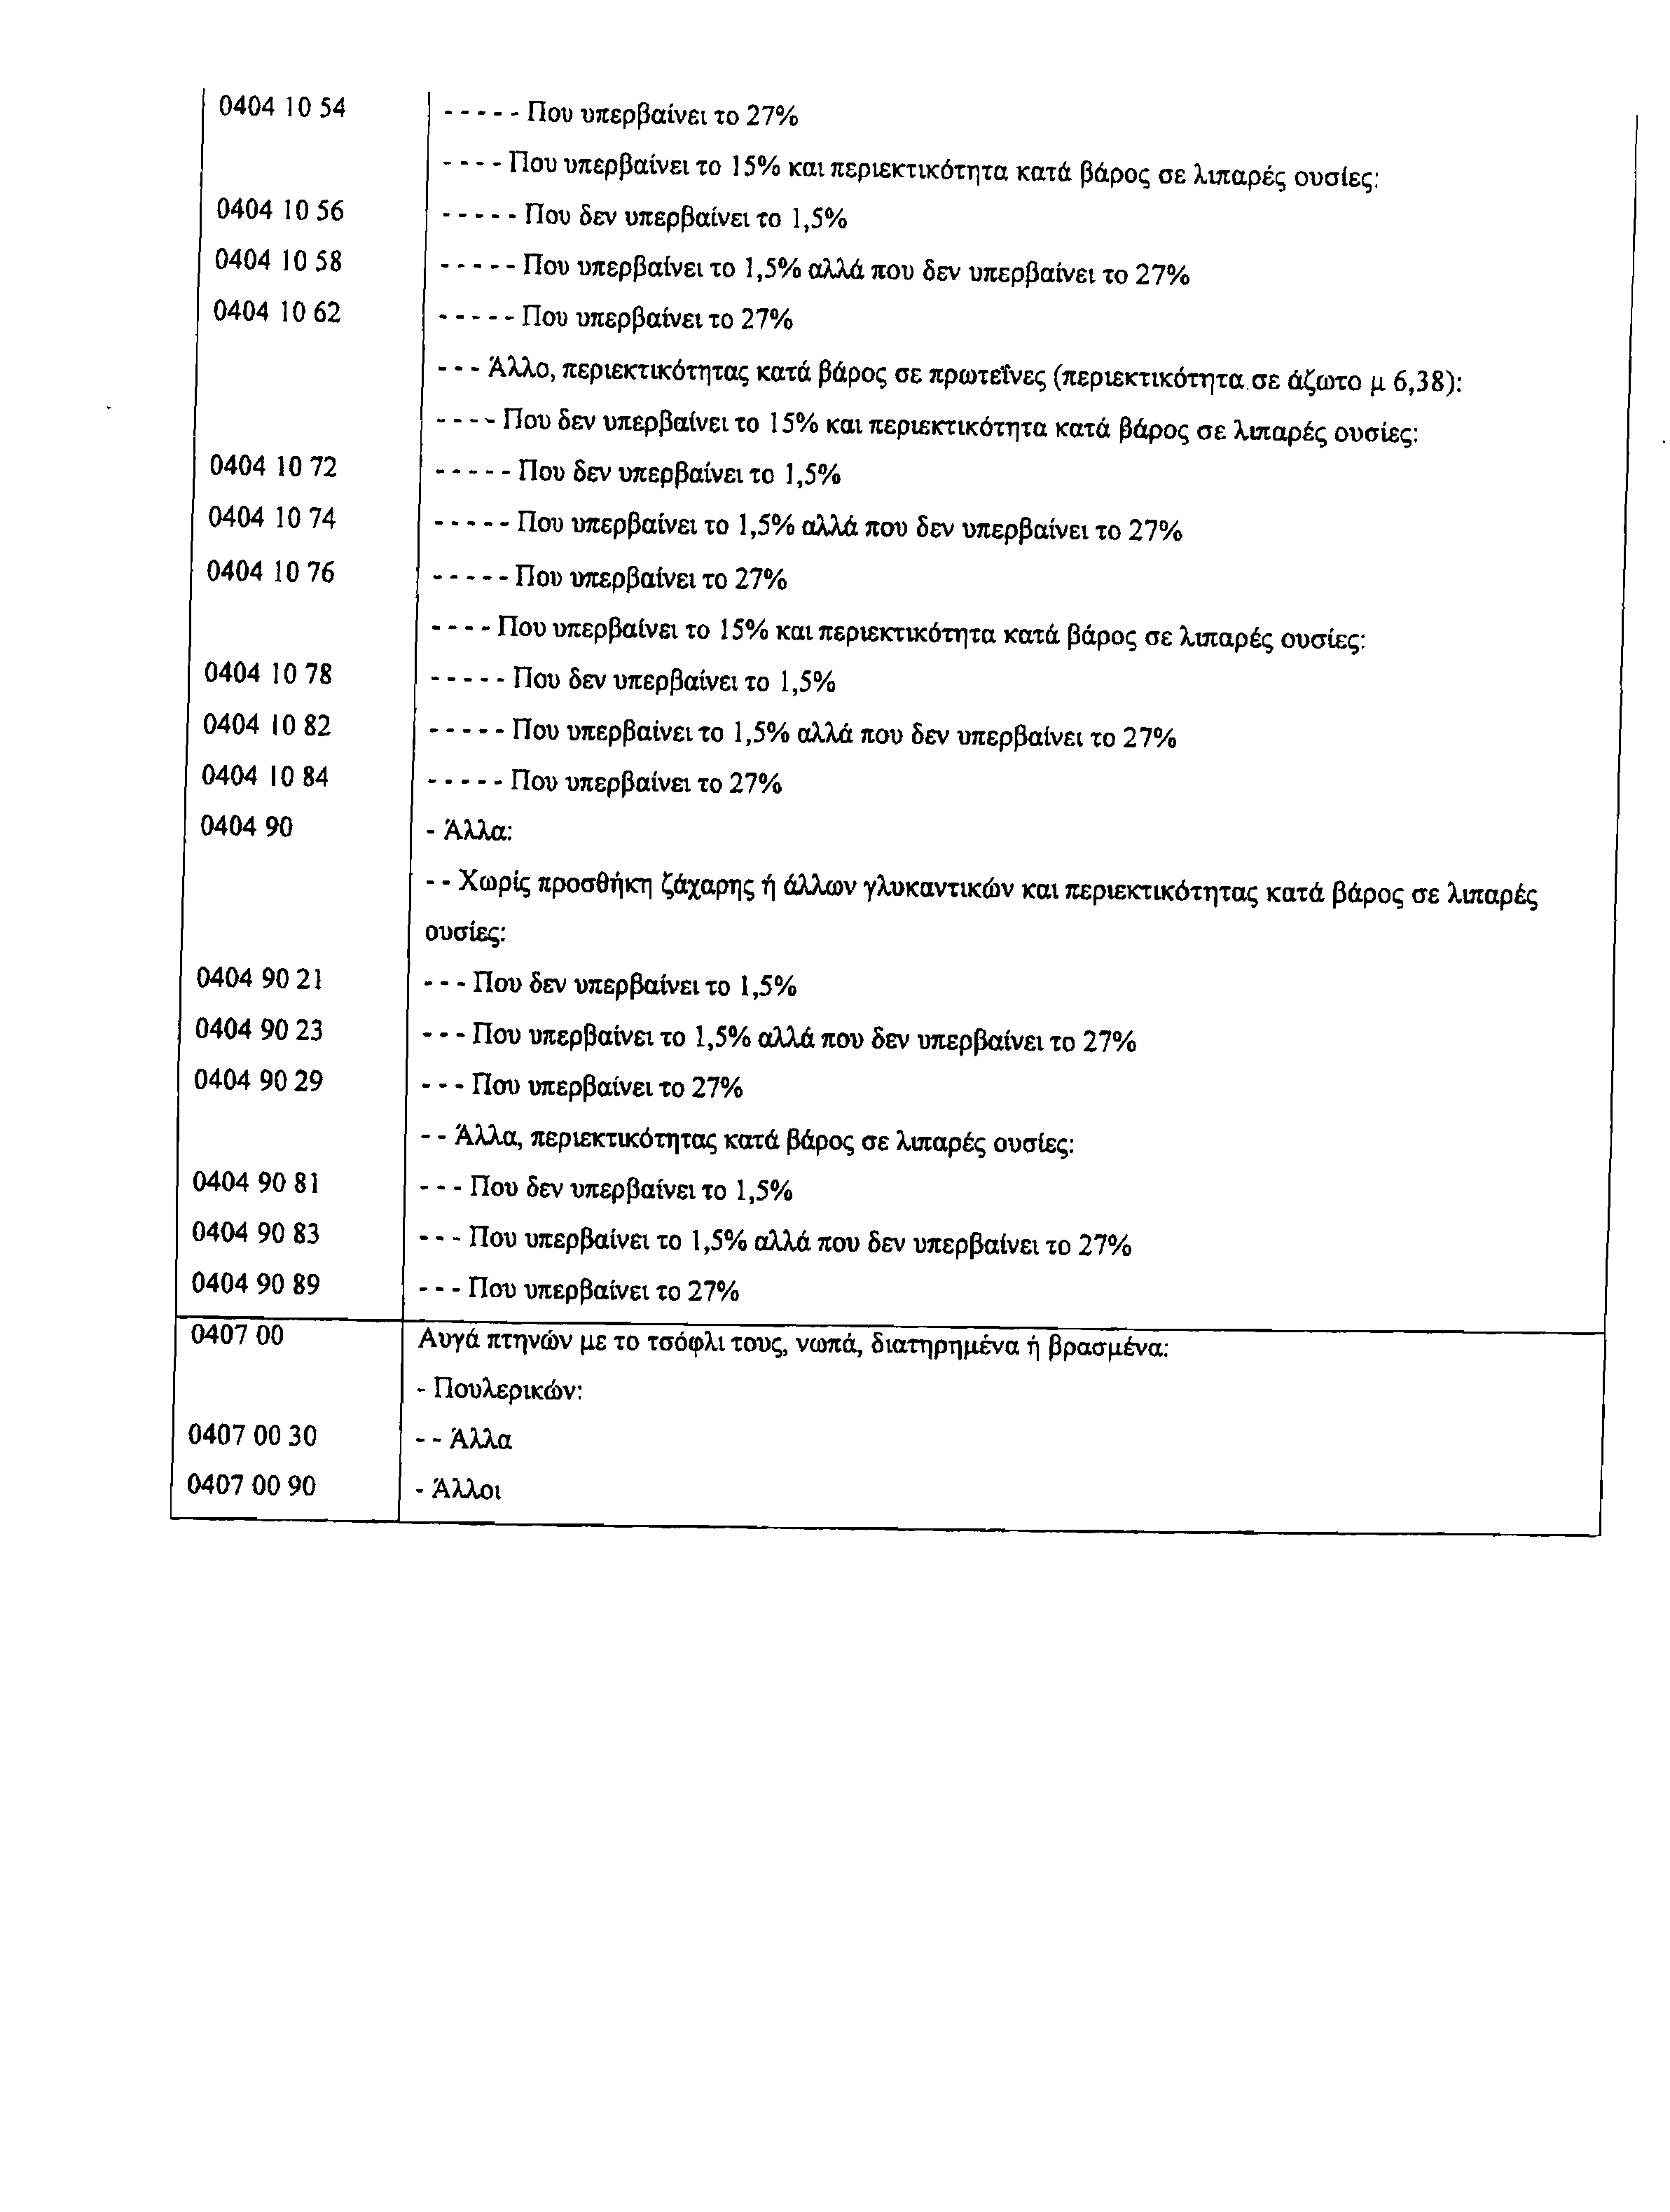 0404 10 54 - - - - - Που υπερβαίνει το 27%
- - - - Που υπερβαίνει το 15% και περιεκτικότητα κατά βάρος σε λιπαρές ουσίες:
0404 10 56 - - - - - Που δεν υπερβαίνει το 1,5%
0404 10 58 - - - - - Που υπερβαίνει το 1,5% αλλά που δεν υπερβαίνει το 27%
0404 10 62 - - - - - Που υπερβαίνει το 27%
- - - Άλλο, περιεκτικότητας κατά βάρος σε πρωτεΐνες (περιεκτικότητα σε άζωτο μ 6,38):
- - - - Που δεν υπερβαίνει το 15% και περιεκτικότητα κατά βάρος σε λιπαρές ουσίες:
0404 10 72 - - - - - Που δεν υπερβαίνει το 1,5%
0404 10 74 - - - - - Που υπερβαίνει το 1,5% αλλά που δεν υπερβαίνει το 27%
0404 10 76 - - - - - Που υπερβαίνει το 27%
- - - - Που υπερβαίνει το 15% και περιεκτικότητα κατά βάρος σε λιπαρές ουσίες:
0404 10 78 - - - - - Που δεν υπερβαίνει το 1,5%
0404 10 82 - - - - - Που υπερβαίνει το 1,5% αλλά που δεν υπερβαίνει το 27%
0404 10 84 - - - - - Που υπερβαίνει το 27%
0404 90 - Άλλα:
- - Χωρίς προσθήκη ζάχαρης ή άλλων γλυκαντικών και περιεκτικότητας κατά βάρος σε λιπαρές
ουσίες:
0404 90 21 - - - Που δεν υπερβαίνει το 1,5%
0404 90 23 - - - Που υπερβαίνει το 1,5% αλλά που δεν υπερβαίνει το 27%
0404 90 29 - - - Που υπερβαίνει το 27%
- - Άλλα, περιεκτικότητας κατά βάρος σε λιπαρές ουσίες:
0404 90 81 - - - Που δεν υπερβαίνει το 1,5%
0404 90 83 - - - Που υπερβαίνει το 1,5% αλλά που δεν υπερβαίνει το 27%
0404 90 89 - - - Που υπερβαίνει το 27%
0407 00 Αυγά πτηνών με το τσόφλι τους, νωπά, διατηρημένα ή βρασμένα:
- Πουλερικών:
0407 00 30 - - Άλλα
0407 00 90 - Άλλοι